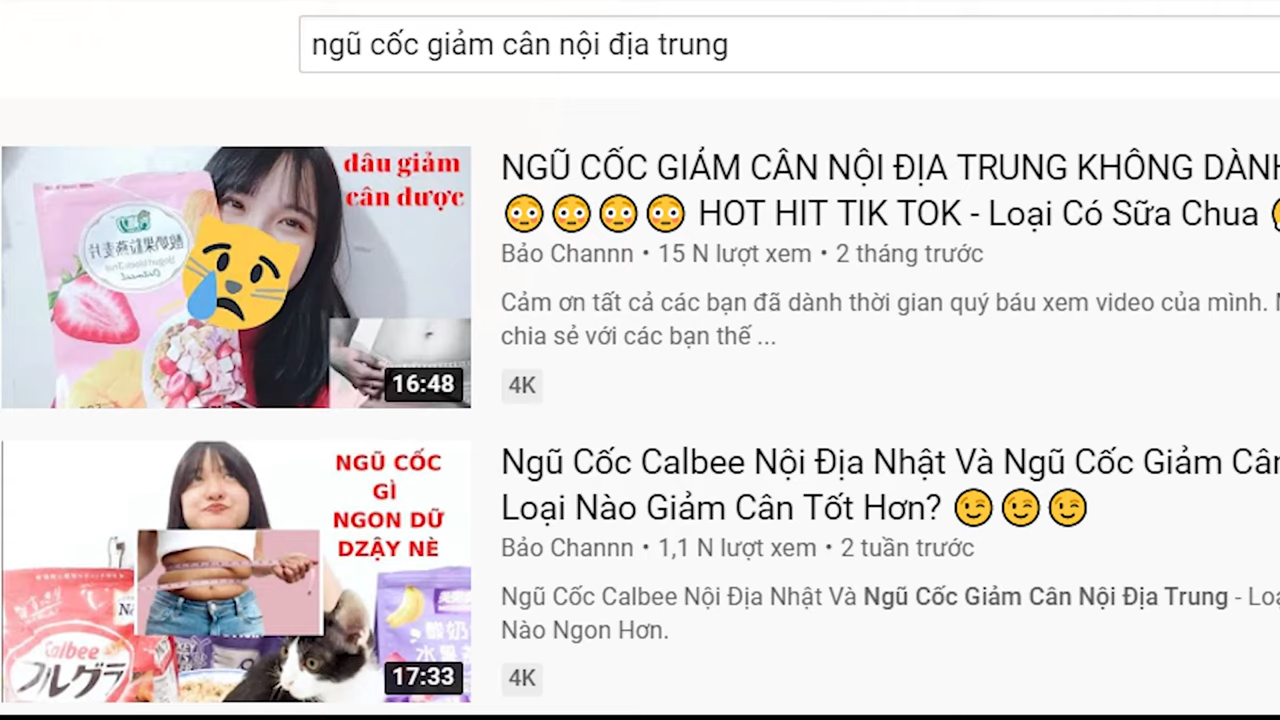 ngũ cốc giảm cân nội địa trung
dâu giảm
cân dược
16:48
NGŨ CỐC GIẢM CÂN NỘI ĐỊA TRUNG KHÔNG DÀNH
😳😳😳😳 HOT HIT TIK TOK - Loại Có Sữa Chua
Bảo Channn • 15 N lượt xem • 2 tháng trước
Cảm ơn tất cả các bạn đã dành thời gian quý báu xem video của mình.
chia sẻ với các bạn thế ...
4K
NGŨ CỐC
GÌ
NGON DỮ
DZẬY NÈ
Calbee
フルグラ
17:33
Ngũ Cốc Calbee Nội Địa Nhật Và Ngũ Cốc Giảm Cân
Loại Nào Giảm Cân Tốt Hơn? 😉😉😉
Bảo Channn • 1,1 N lượt xem • 2 tuần trước
Ngũ Cốc Calbee Nội Địa Nhật Và Ngũ Cốc Giảm Cân Nội Địa Trung - Loạ
Nào Ngon Hơn.
4K